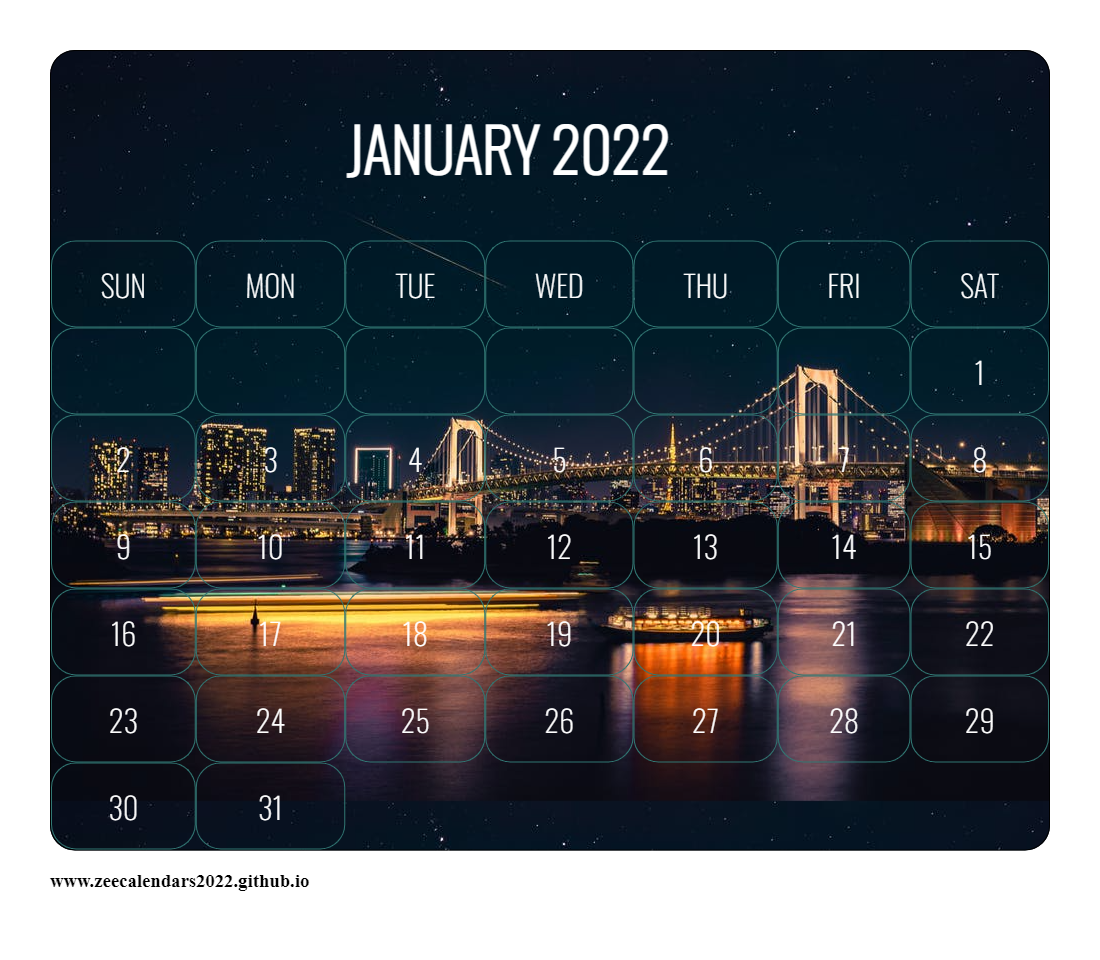 JANUARY 2022
SUN MON TUE WED THU FRI SAT
1
2 3 4 5 6 7 8
9 10 11 12 13 14 15
16 17 18 19 20 21 22
23 24 25 26 27 28 29
30 31
www.zeecalendars2022.github.io